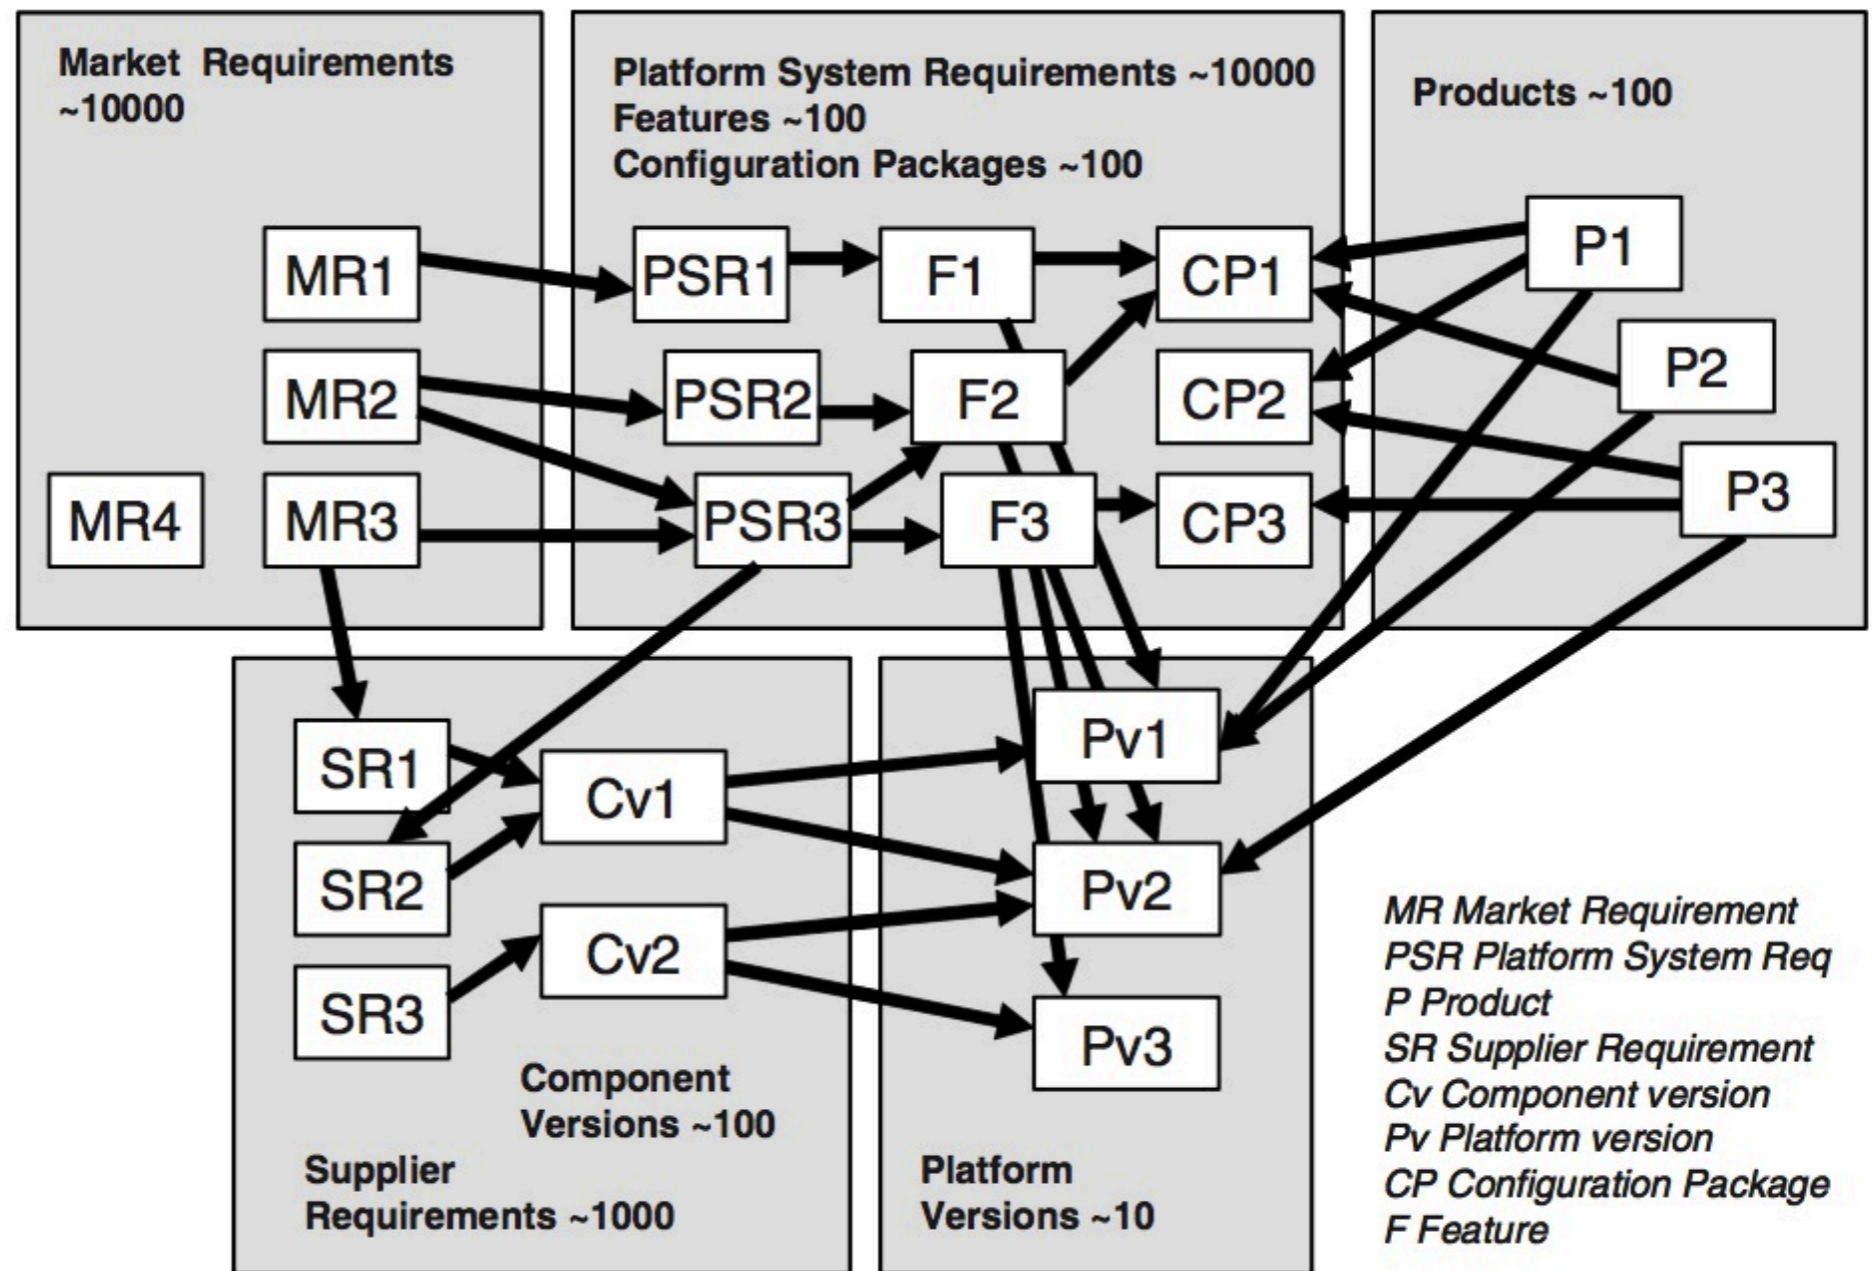 Market Requirements
~10000
MR1
MR2
MR4
MR3
Platform System Requirements ~10000
Features ~100
Configuration Packages ~100
PSR1
F1
CP1
PSR2
F2
CP2
PSR3
F3
CP3
Products ~100
P1
P2
P3
SR1
SR2
SR3
Cv1
Cv2
Component
Versions ~100
Supplier
Requirements ~1000
Pv1
Pv2
Pv3
Platform
Versions ~10
MR Market Requirement
PSR Platform System Req
P Product
SR Supplier Requirement
Cv Component version
Pv Platform version
CP Configuration Package
F Feature